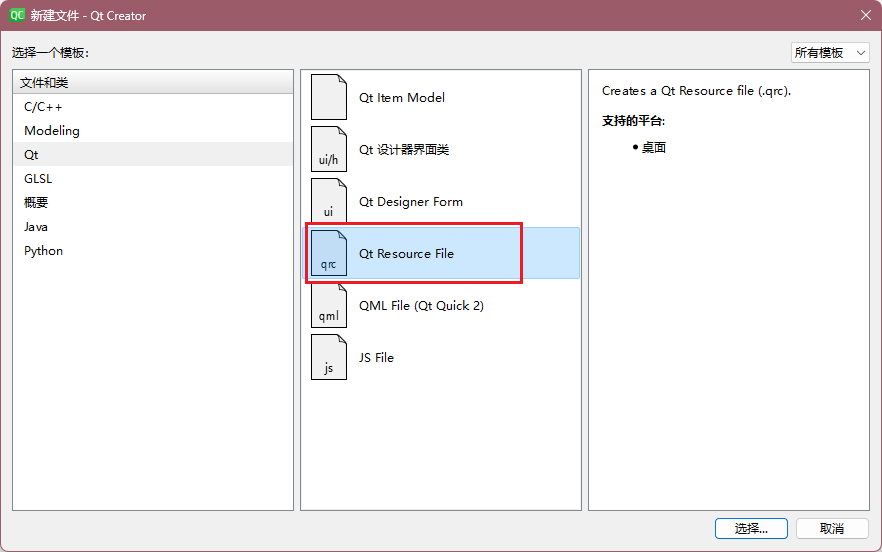 QC 新建文件 - Qt Creator
选择一个模板:
所有模板
文件和类
C/C++
Modeling
Qt
GLSL
概要
Java
Python
Qt Item Model
ui/h
Qt 设计器界面类
ui
Qt Designer Form
qrc
Qt Resource File
qml
QML File (Qt Quick 2)
js
JS File
Creates a Qt Resource file (.qrc).
支持的平台:
• 桌面
选择...
取消